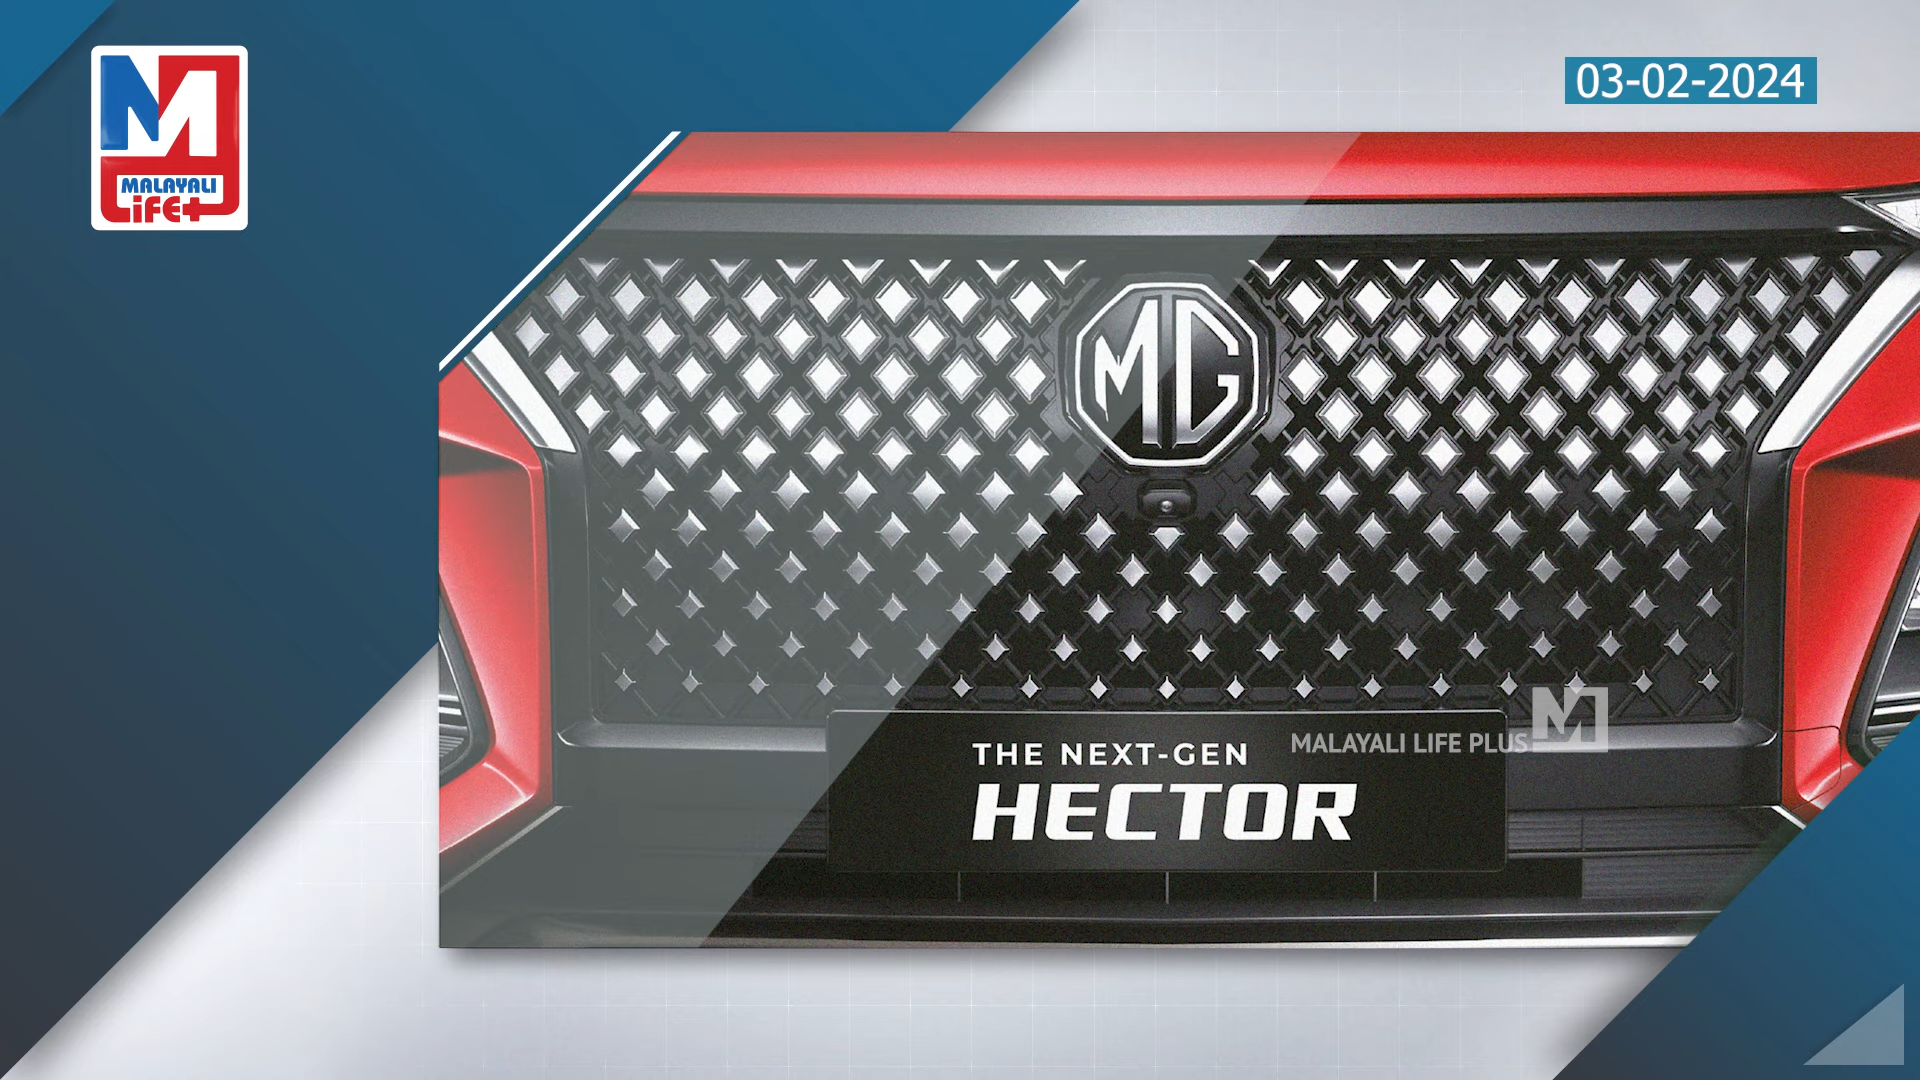 MALAYALI
LiFE+
03-02-2024
MG
THE NEXT-GEN
HECTOR
MALAYALI LIFE PLUS M